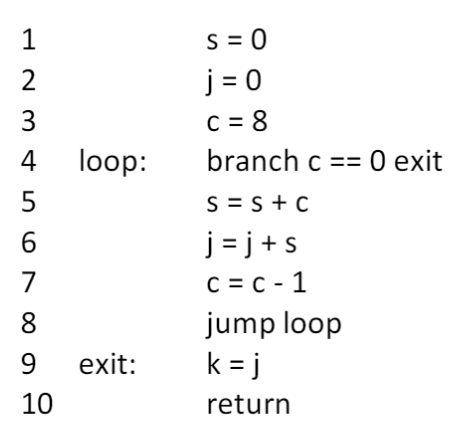 1 s = 0
2 j = 0
3 c = 8
4 loop: branch c == 0 exit
5 s = s + c
6 j = j + s
7 c = c - 1
8 jump loop
9 exit: k = j
10 return